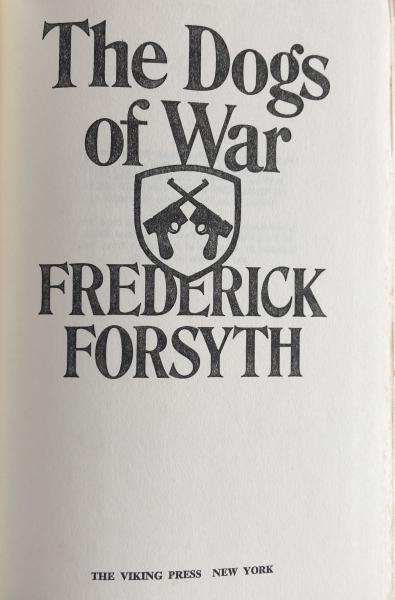 The Dogs
of War
FREDERICK
FORSYTH
THE VIKING PRESS NEW YORK